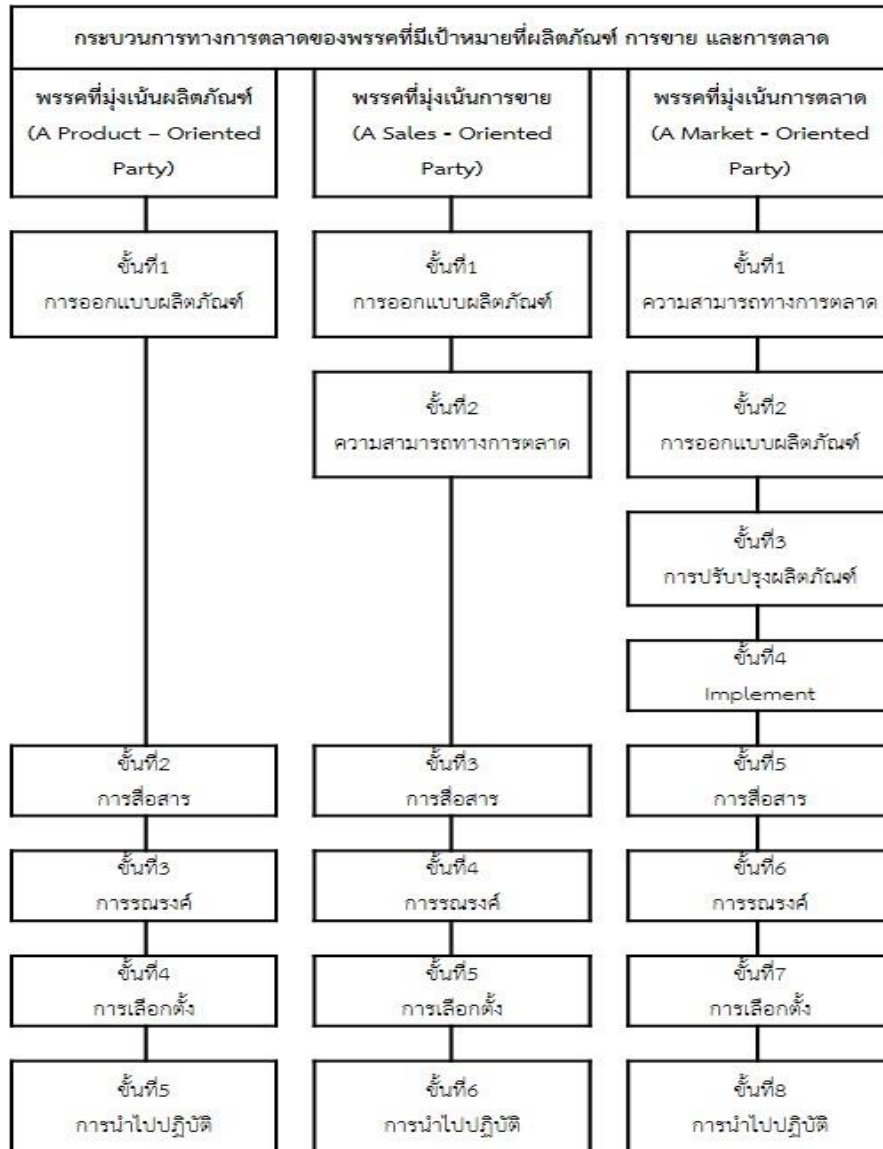 กระบวนการทางการตลาดของพรรคที่มีเป้าหมายที่ผลิตภัณฑ์ การขาย และการตลาด
พรรคที่มุ่งเน้นผลิตภัณฑ์
(A Product – Oriented
Party)
ขั้นที่1
การออกแบบผลิตภัณฑ์
ขั้นที่2
การสื่อสาร
ขั้นที่3
การรณรงค์
ขั้นที่4
การเลือกตั้ง
ขั้นที่5
การนำไปปฏิบัติ
พรรคที่มุ่งเน้นการขาย
(A Sales - Oriented
Party)
ขั้นที่1
การออกแบบผลิตภัณฑ์
ขั้นที่2
ความสามารถทางการตลาด
ขั้นที่3
การสื่อสาร
ขั้นที่4
การรณรงค์
ขั้นที่5
การเลือกตั้ง
ขั้นที่6
การนำไปปฏิบัติ
พรรคที่มุ่งเน้นการตลาด
(A Market - Oriented
Party)
ขั้นที่1
ความสามารถทางการตลาด
ขั้นที่2
การออกแบบผลิตภัณฑ์
ขั้นที่3
การปรับปรุงผลิตภัณฑ์
ขั้นที่4
Implement
ขั้นที่5
การสื่อสาร
ขั้นที่6
การรณรงค์
ขั้นที่7
การเลือกตั้ง
ขั้นที่8
การนำไปปฏิบัติ